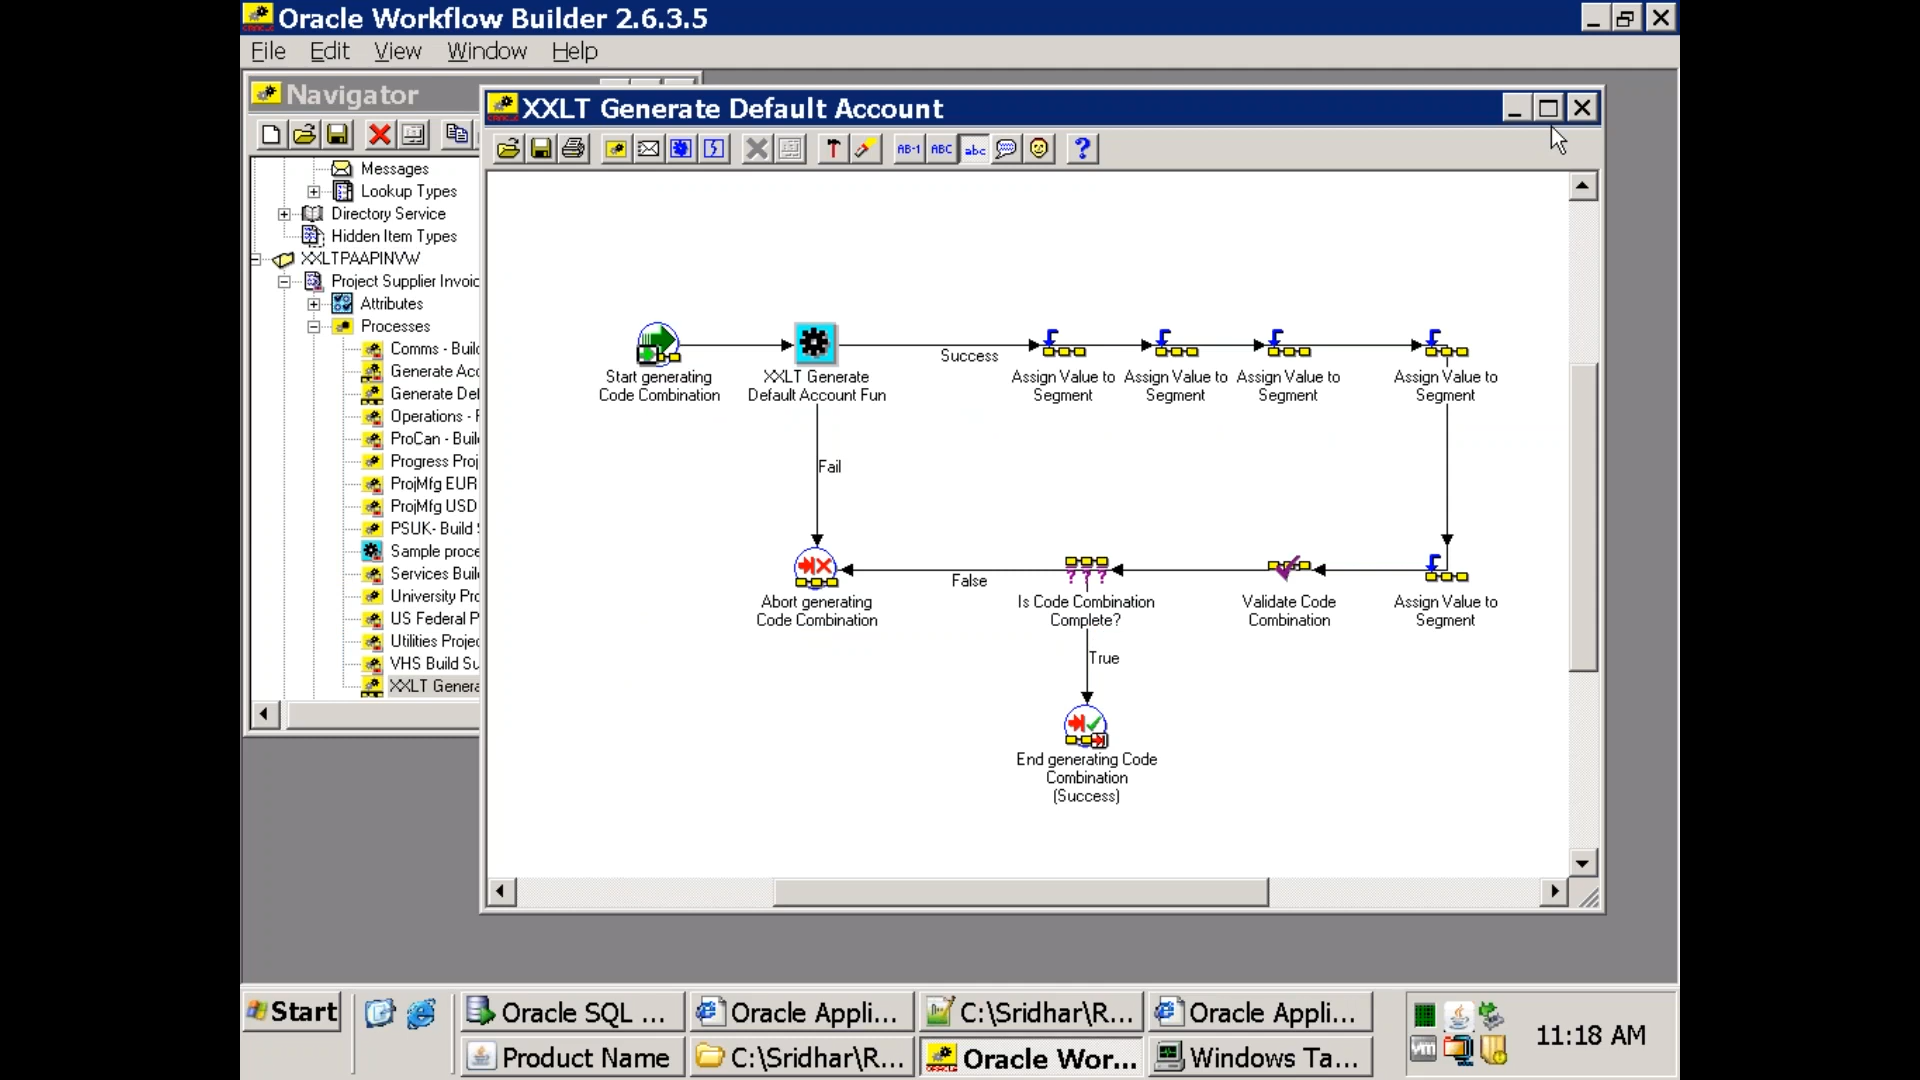 Oracle Workflow Builder 2.6.3.5
File Edit View Window Help
Navigator
XXLT Generate Default Account
AB-1 ABC abc ?
Messages
Lookup Types
Directory Service
Hidden Item Types
XXLTPAAPINVW
Project Supplier Invoic
Attributes
Processes
Comms - Buil
Generate Acc
Generate Def
Operations -
ProCan - Buil
Progress Proj
ProjMfg EUR
ProjMfg USD
PSUK- Build
Sample proce
Services Buil
University Pro
US Federal P
Utilities Projec
VHS Build Su
XXLT Genera
Start generating
Code Combination
XXLT Generate
Default Account Fun
Success
Assign Value to
Segment
Assign Value to
Segment
Assign Value to
Segment
Assign Value to
Segment
Fail
Abort generating
Code Combination
False
Is Code Combination
Complete?
Validate Code
Combination
Assign Value to
Segment
True
End generating Code
Combination
(Success)
Start
Oracle SQL ...
Oracle Appli...
C:\Sridhar\R...
Oracle Appli...
Product Name
C:\Sridhar\R...
Oracle Wor...
Windows Ta...
11:18 AM